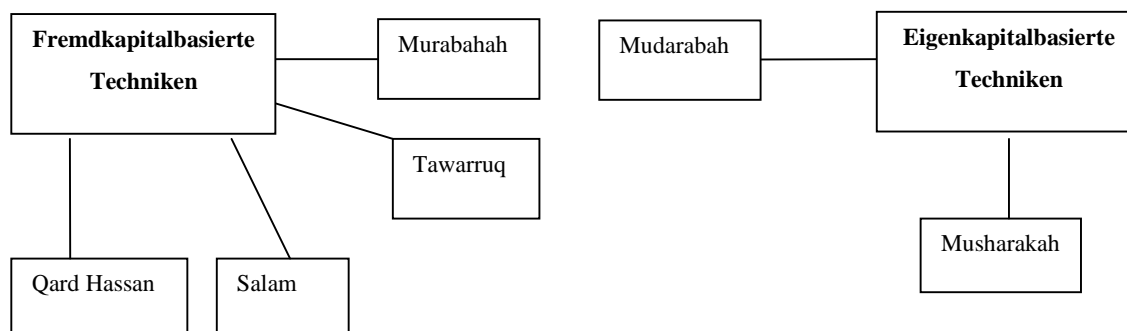 Fremdkapitalbasierte
Techniken
Murabahah
Mudarabah
Eigenkapitalbasierte
Techniken
Tawarruq
Musharakah
Qard Hassan
Salam